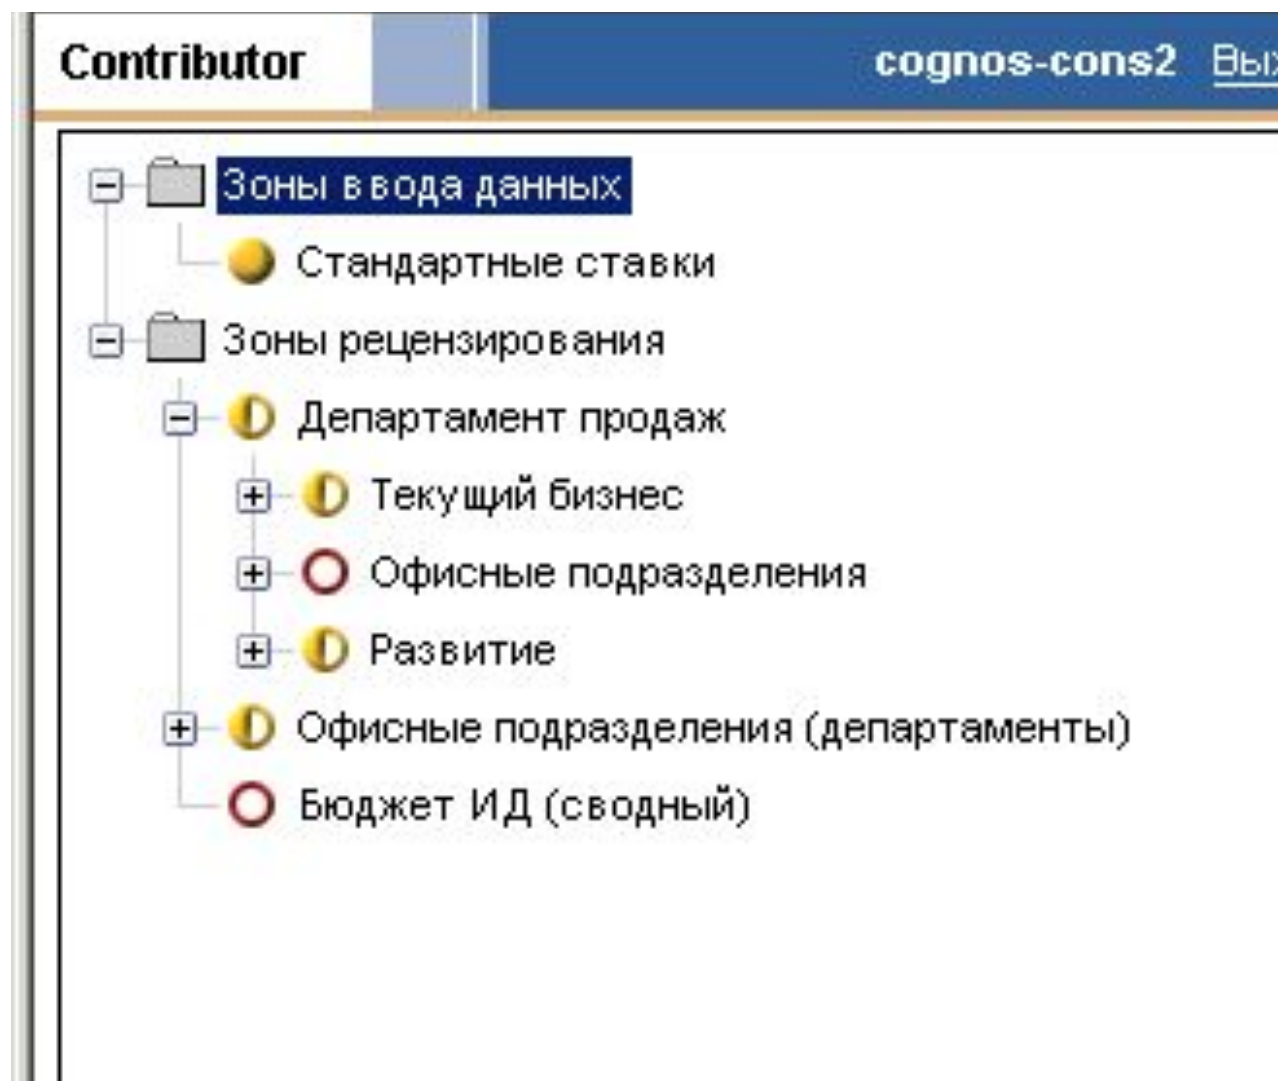 Contributor
cognos-cons2 Вых
Зоны ввода данных
Стандартные ставки
Зоны рецензирования
Департамент продаж
Текущий бизнес
Офисные подразделения
Развитие
Офисные подразделения (департаменты)
Бюджет ИД (сводный)